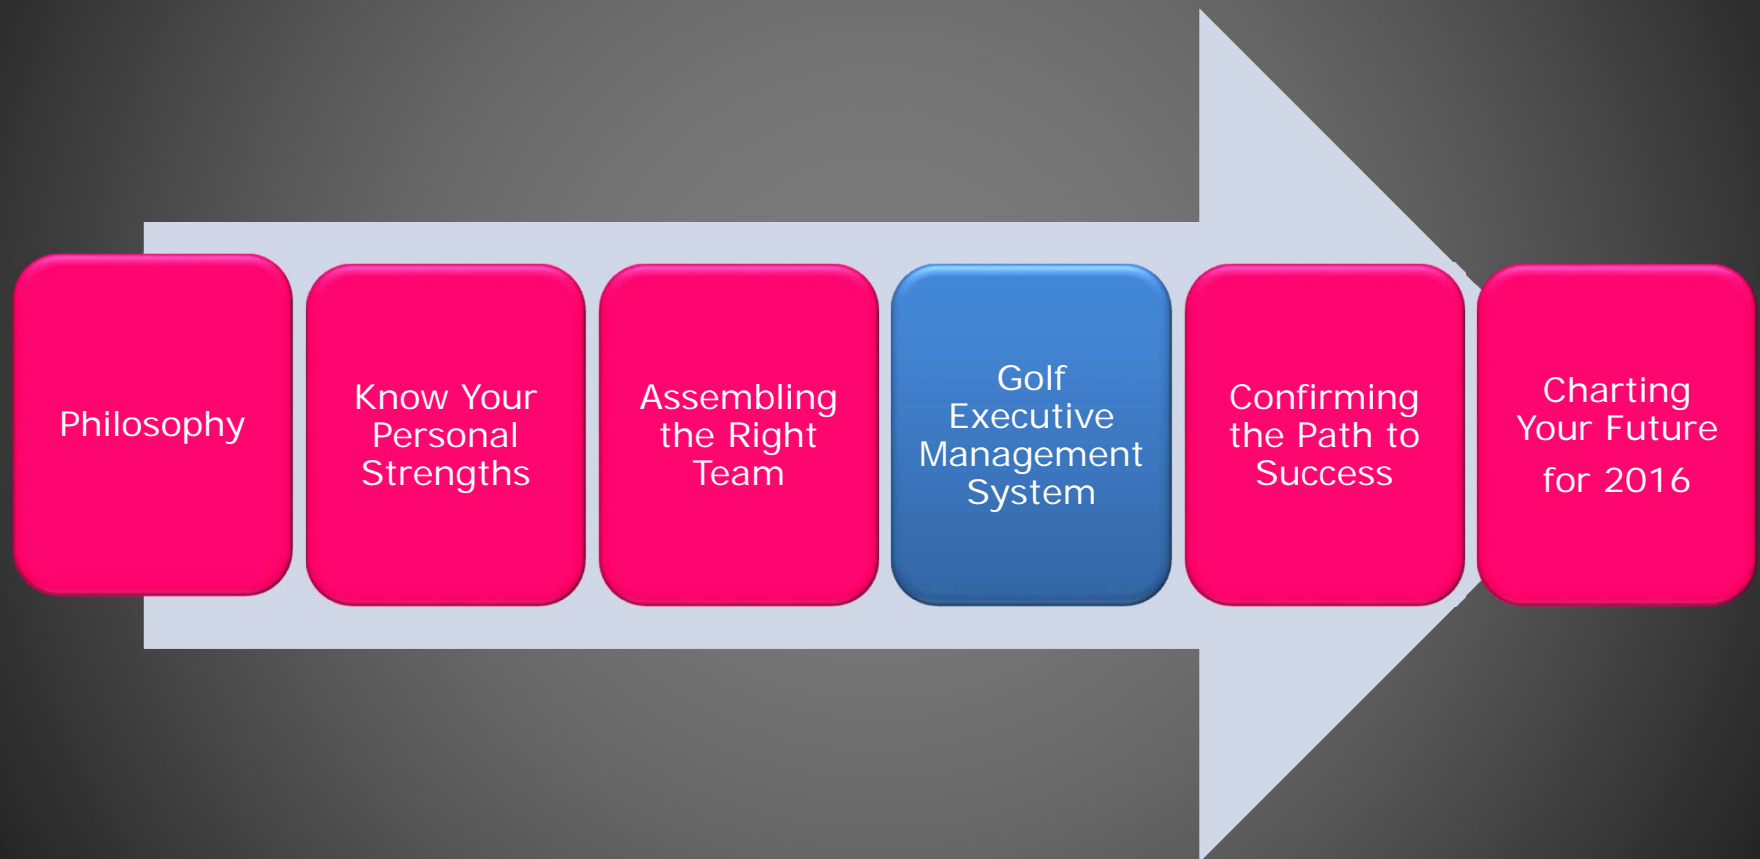 Philosophy
Know Your
Personal
Strengths
Assembling
the Right
Team
Golf
Executive
Management
System
Confirming
the Path to
Success
Charting
Your Future
for 2016